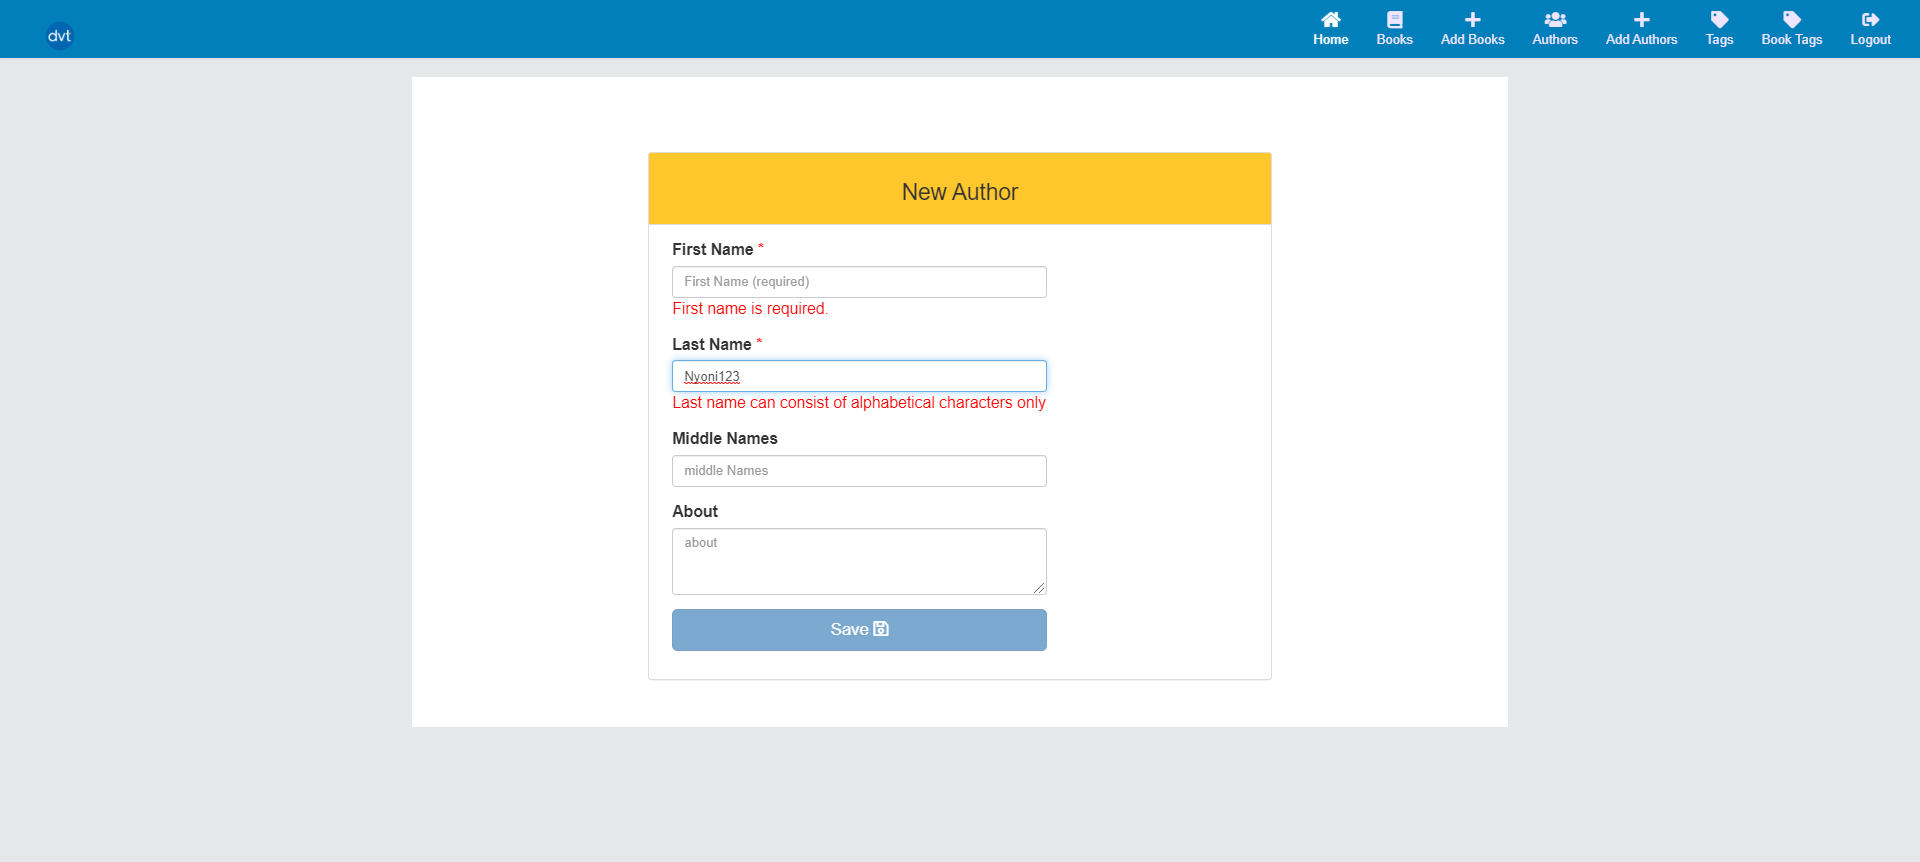 dvt
Home Books Add Books Authors Add Authors Tags Book Tags Logout
New Author
First Name *
First Name (required)
First name is required.
Last Name *
Nyoni123
Last name can consist of alphabetical characters only
Middle Names
middle Names
About
about
Save